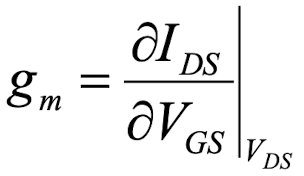 g_m = ∂I_DS / ∂V_GS |_V_DS